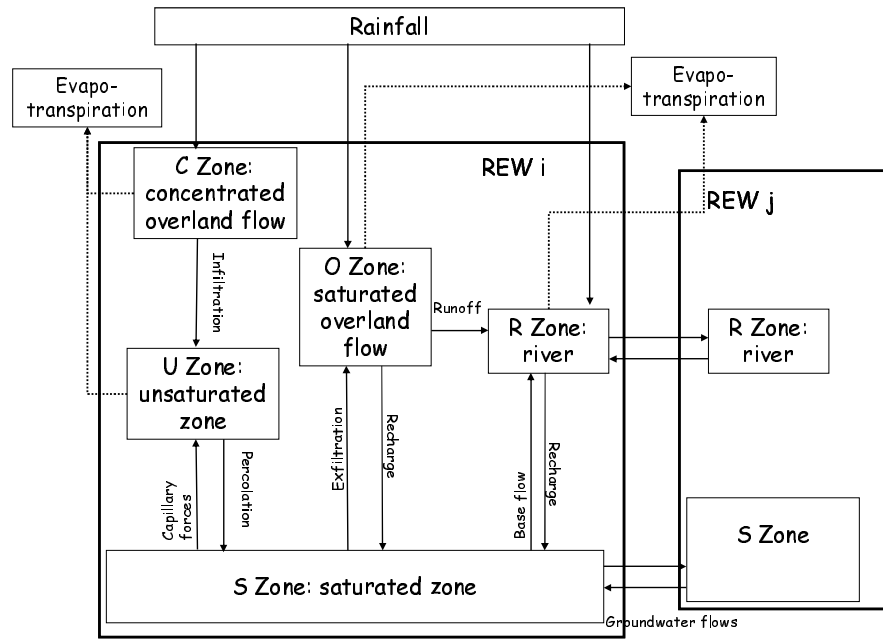 Rainfall
Evapo-
transpiration
Evapo-
transpiration
REW i
C Zone:
concentrated
overland flow
REW j
Infiltration
O Zone:
saturated
overland
flow
Runoff
R Zone:
river
R Zone:
river
U Zone:
unsaturated
zone
Capillary
forces
Percolation
Exfiltration
Recharge
Base flow
Recharge
S Zone
S Zone: saturated zone
Groundwater flows